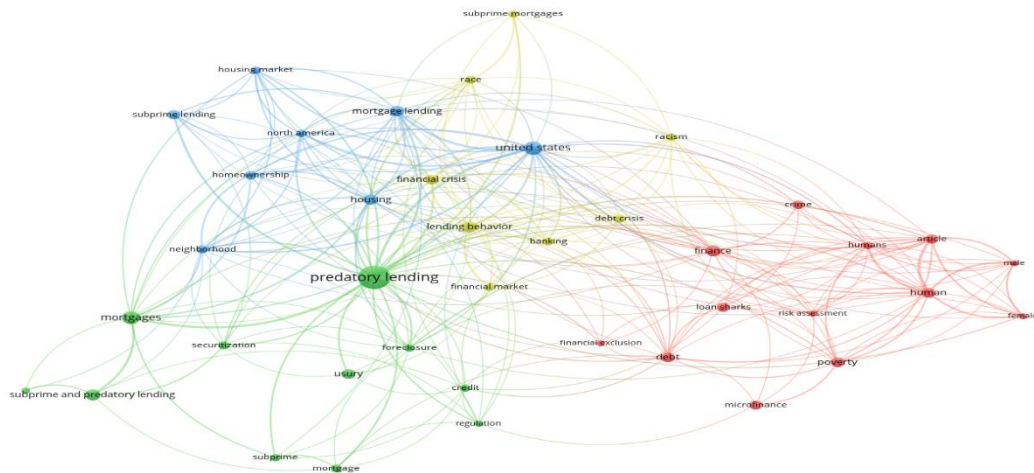 subprime mortgages
housing market
race
subprime lending
mortgage lending
north america
racism
united states
homeownership
financial crisis
housing
crime
debt crisis
lending behavior
banking
neighborhood
finance
humans
article
male
predatory lending
financial market
human
mortgages
loan sharks
risk assessment
female
securitization
foreclosure
financial exclusion
debt
poverty
usury
credit
subprime and predatory lending
microfinance
regulation
subprime
mortgage